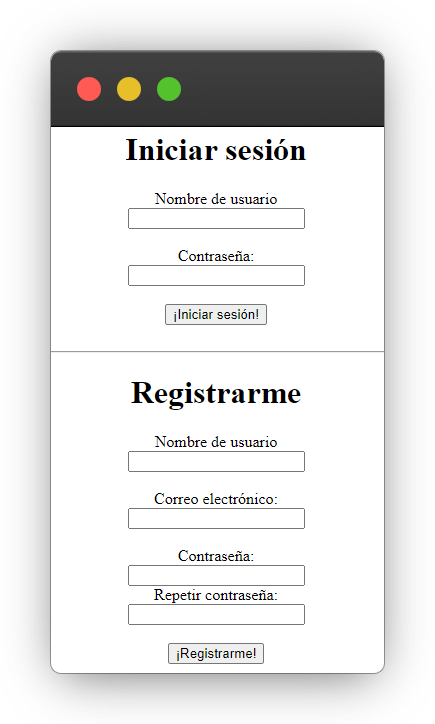 Iniciar sesión
Nombre de usuario
Contraseña:
¡Iniciar sesión!
Registrarme
Nombre de usuario
Correo electrónico:
Contraseña:
Repetir contraseña:
¡Registrarme!